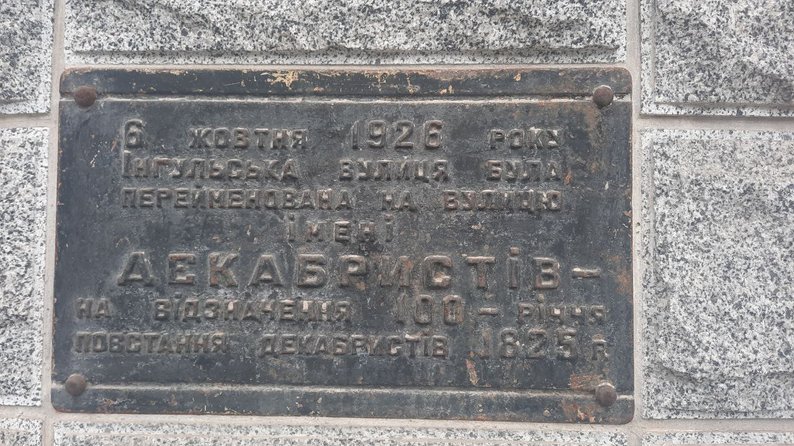 6 ЖОВТНЯ 1926 РОКУ
ІНГУЛЬСЬКА ВУЛИЦЯ БУЛА
ПЕРЕЙМЕНОВАНА НА ВУЛИЦЮ
ІМЕНІ
ДЕКАБРИСТІВ –
НА ВІДЗНАЧЕННЯ 100 – РІЧЧЯ
ПОВСТАННЯ ДЕКАБРИСТІВ 1825 Р